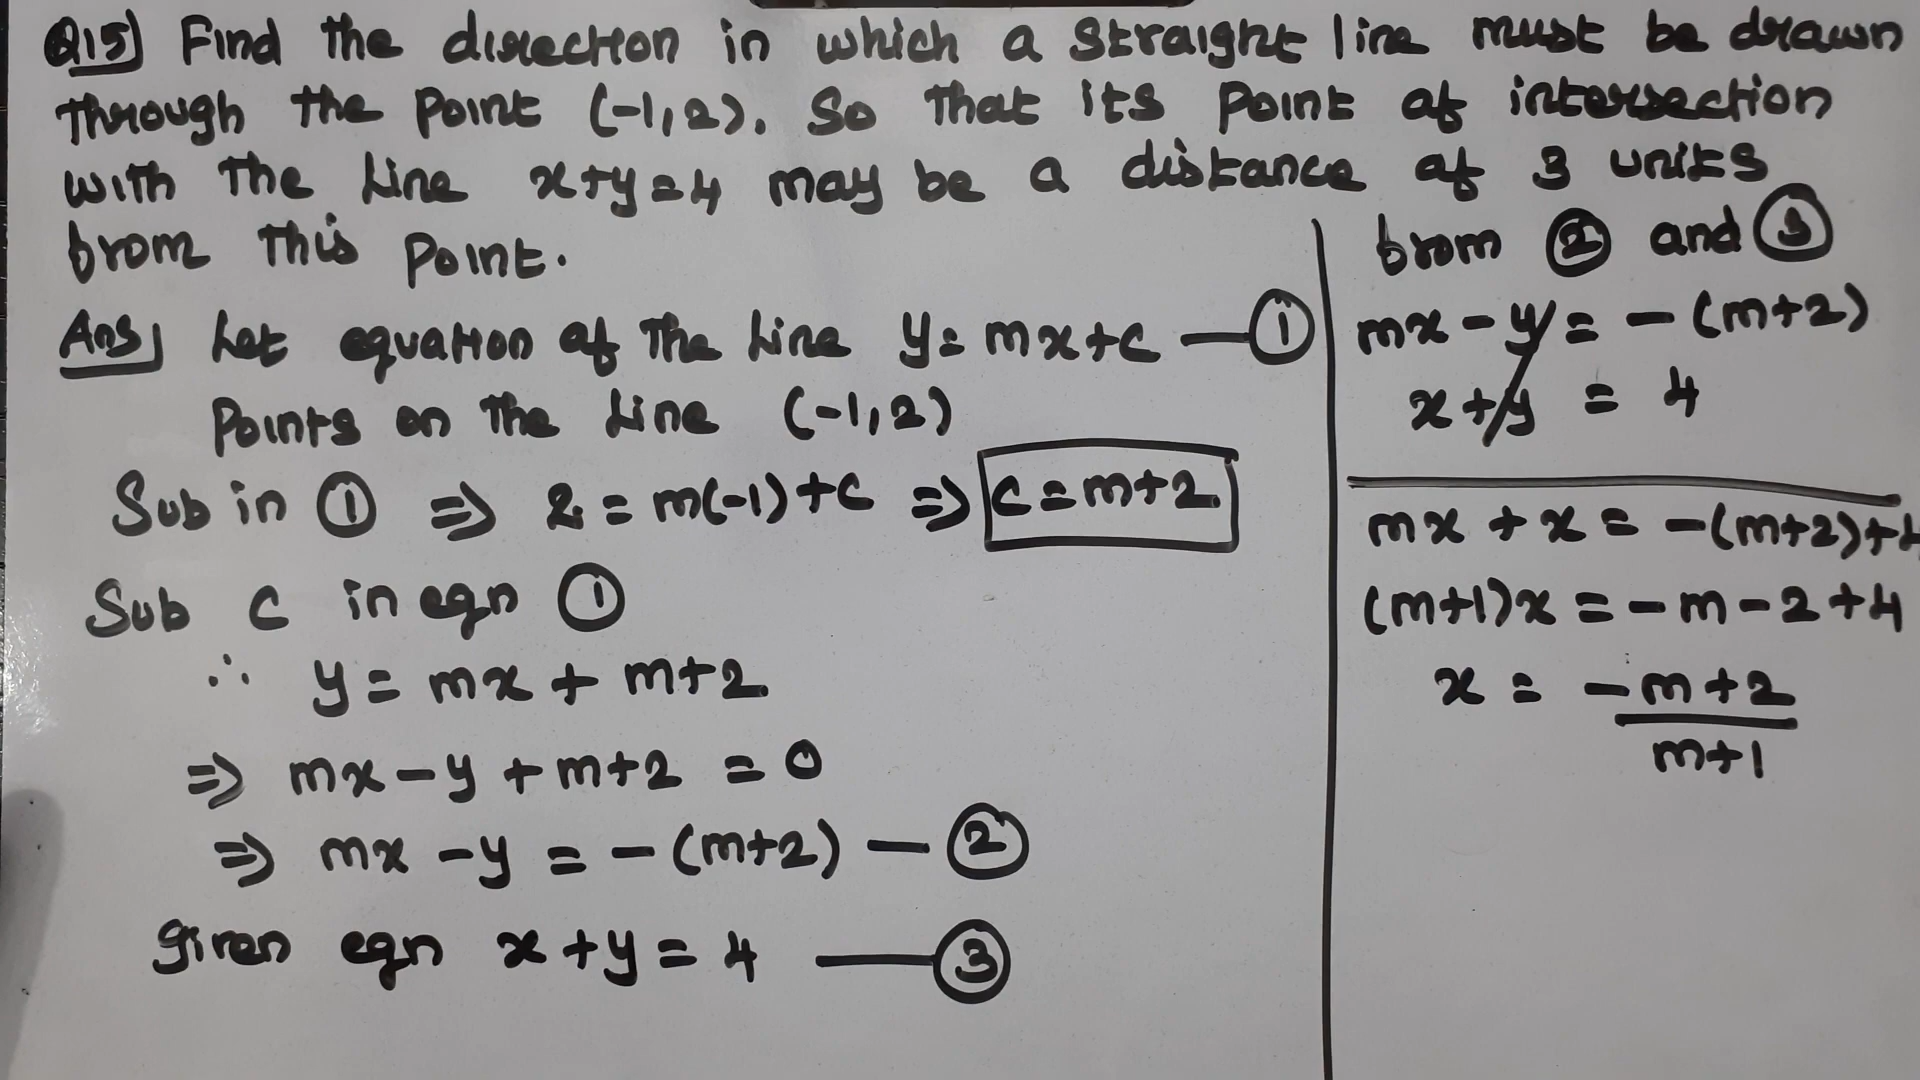 Q15) Find the direction in which a straight line must be drawn
through the point (-1,2). So that its point of intersection
with the line x+y=4 may be a distance of 3 units
from this point.
Ans) Let equation of the line y = mx+c — ①
Points on the line (-1,2)
Sub in ① ⇒ 2 = m(-1)+c ⇒ c=m+2
Sub c in eqn ①
∴ y = mx + m+2
⇒ mx - y + m+2 = 0
⇒ mx - y = -(m+2) — ②
given eqn x+y = 4 — ③
from ② and ③
mx - y = -(m+2)
x+y = 4
mx + x = -(m+2)+4
(m+1)x = -m-2+4
x = -m+2
m+1